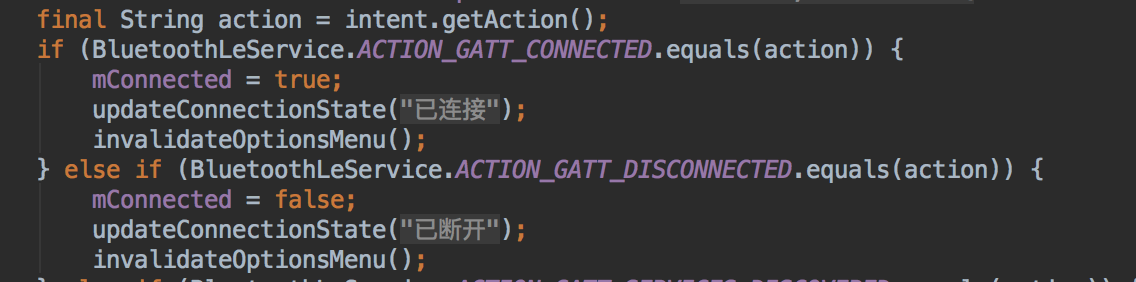 final String action = intent.getAction();
if (BluetoothLeService.ACTION_GATT_CONNECTED.equals(action)) {
mConnected = true;
updateConnectionState("已连接");
invalidateOptionsMenu();
} else if (BluetoothLeService.ACTION_GATT_DISCONNECTED.equals(action)) {
mConnected = false;
updateConnectionState("已断开");
invalidateOptionsMenu();